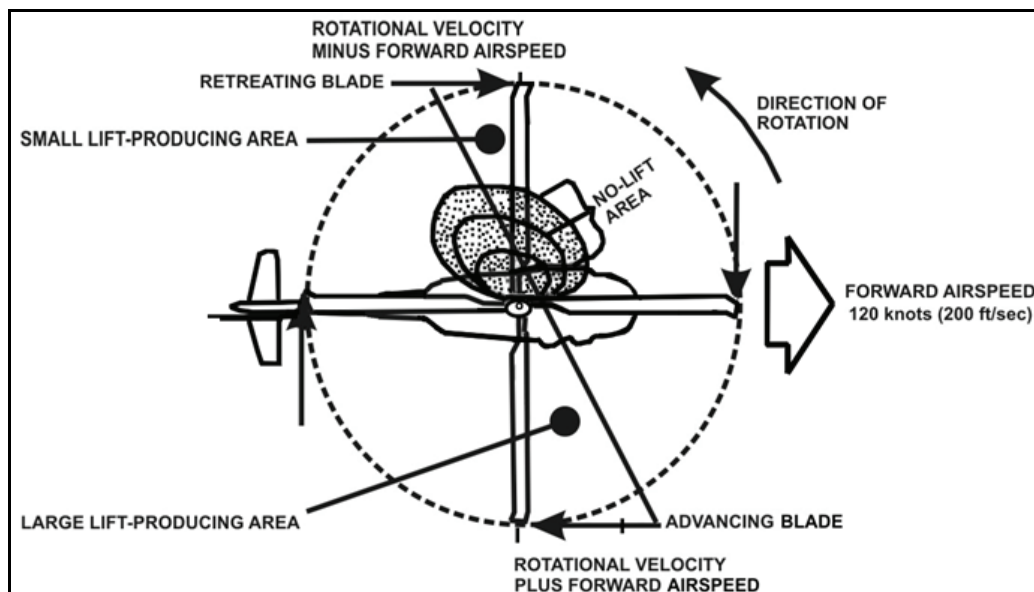 ROTATIONAL VELOCITY
MINUS FORWARD AIRSPEED
RETREATING BLADE
DIRECTION OF
ROTATION
SMALL LIFT-PRODUCING AREA
NO-LIFT
AREA
FORWARD AIRSPEED
120 knots (200 ft/sec)
LARGE LIFT-PRODUCING AREA
ADVANCING BLADE
ROTATIONAL VELOCITY
PLUS FORWARD AIRSPEED